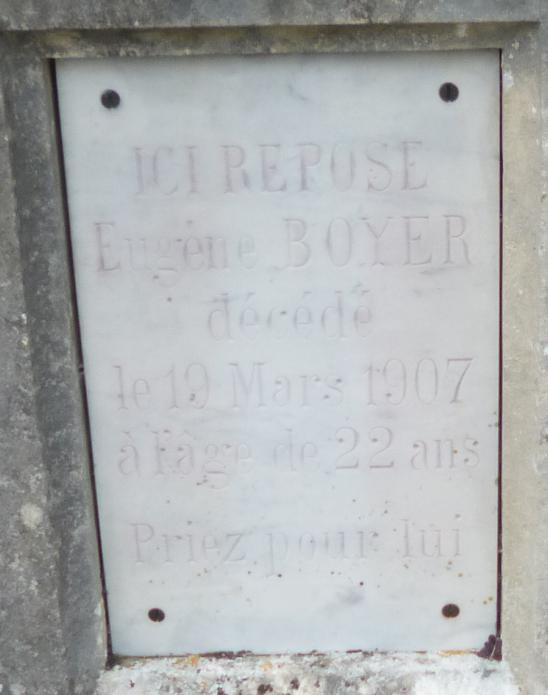 ICI REPOSE
Eugène BOYER
décédé
le 19 Mars 1907
à l'âge de 22 ans
Priez pour lui